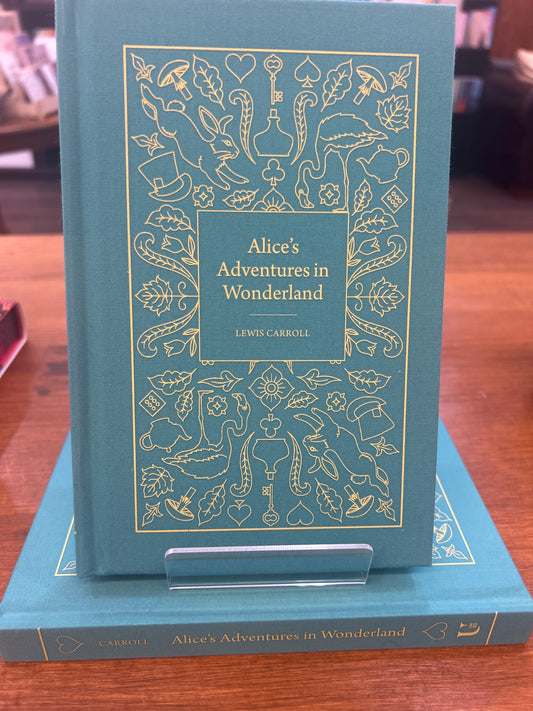 Alice's
Adventures in
Wonderland
LEWIS CARROLL
CARROLL Alice's Adventures in Wonderland